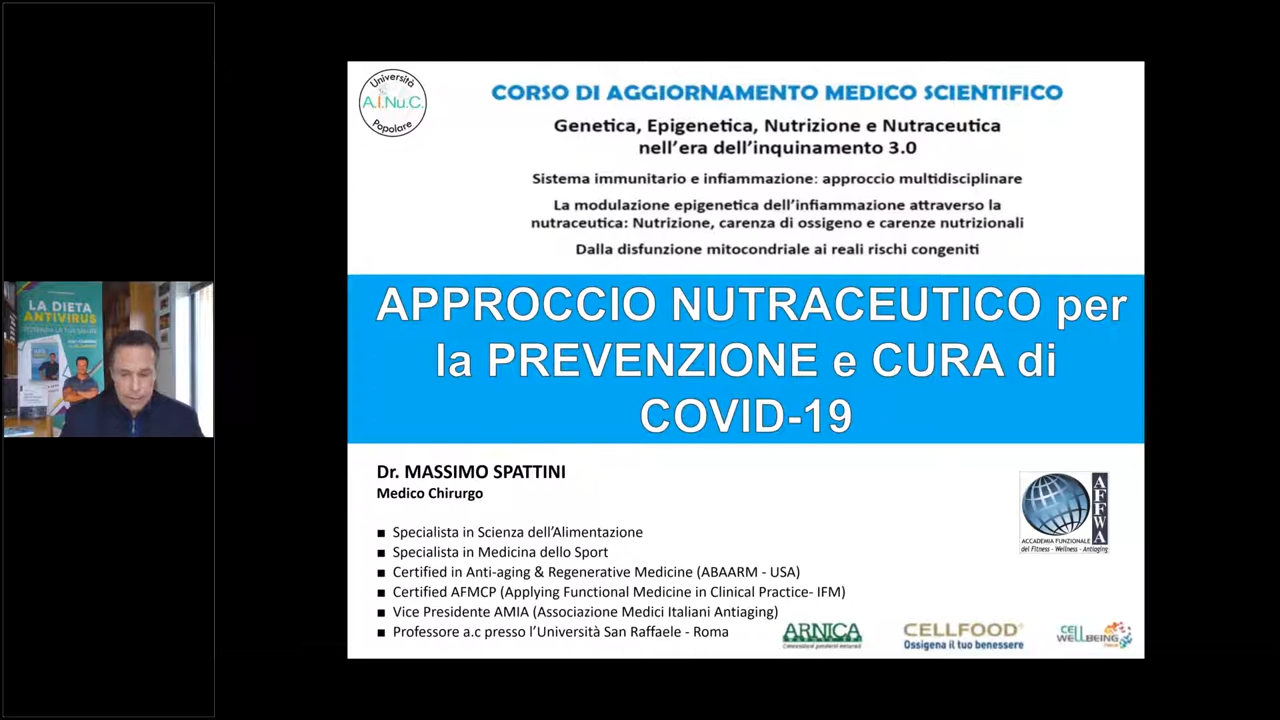 Università
A.I.Nu.C.
Popolare
CORSO DI AGGIORNAMENTO MEDICO SCIENTIFICO
Genetica, Epigenetica, Nutrizione e Nutraceutica
nell'era dell'inquinamento 3.0
Sistema immunitario e infiammazione: approccio multidisciplinare
La modulazione epigenetica dell'infiammazione attraverso la
nutraceutica: Nutrizione, carenza di ossigeno e carenze nutrizionali
Dalla disfunzione mitocondriale ai reali rischi congeniti
APPROCCIO NUTRACEUTICO per
la PREVENZIONE e CURA di
COVID-19
LA DIETA
ANTIVIRUS
Dr. MASSIMO SPATTINI
Medico Chirurgo
■ Specialista in Scienza dell'Alimentazione
■ Specialista in Medicina dello Sport
■ Certified in Anti-aging & Regenerative Medicine (ABAARM - USA)
■ Certified AFMCP (Applying Functional Medicine in Clinical Practice- IFM)
■ Vice Presidente AMIA (Associazione Medici Italiani Antiaging)
■ Professore a.c presso l'Università San Raffaele - Roma
AFFWA
ACCADEMIA FUNZIONALE
del Fitness - Wellness - Antiaging
ARNICA
CELLFOOD®
Ossigena il tuo benessere
CELL
WELLBEING